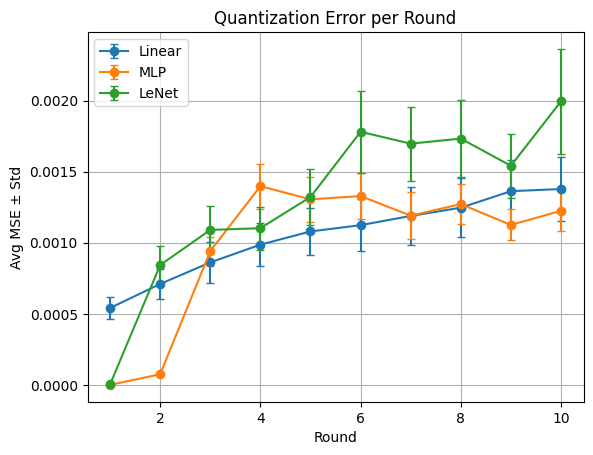 Quantization Error per Round
Linear
MLP
LeNet
Avg MSE ± Std
0.0020
0.0015
0.0010
0.0005
0.0000
2
4
6
8
10
Round